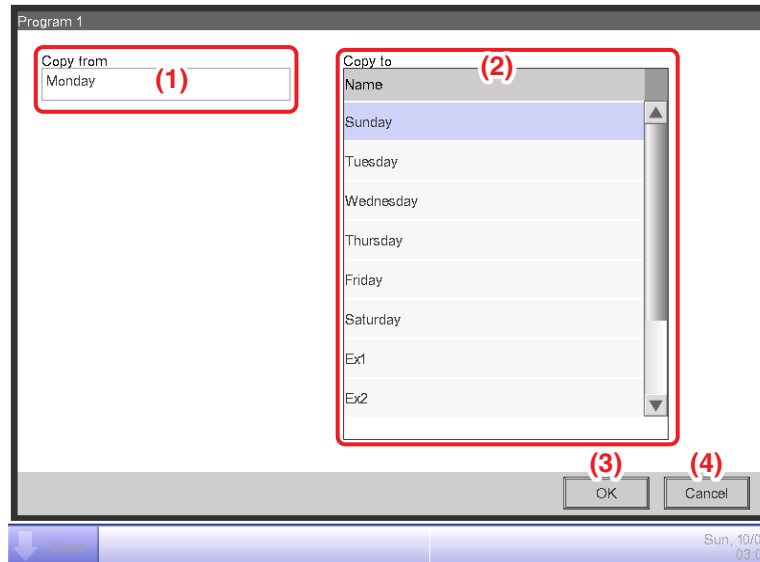 Program 1
Copy from
Monday
(1)
Copy to
(2)
Name
Sunday
Tuesday
Wednesday
Thursday
Friday
Saturday
Ex1
Ex2
(3)
(4)
OK
Cancel
Close
Sun, 10/0
03:0